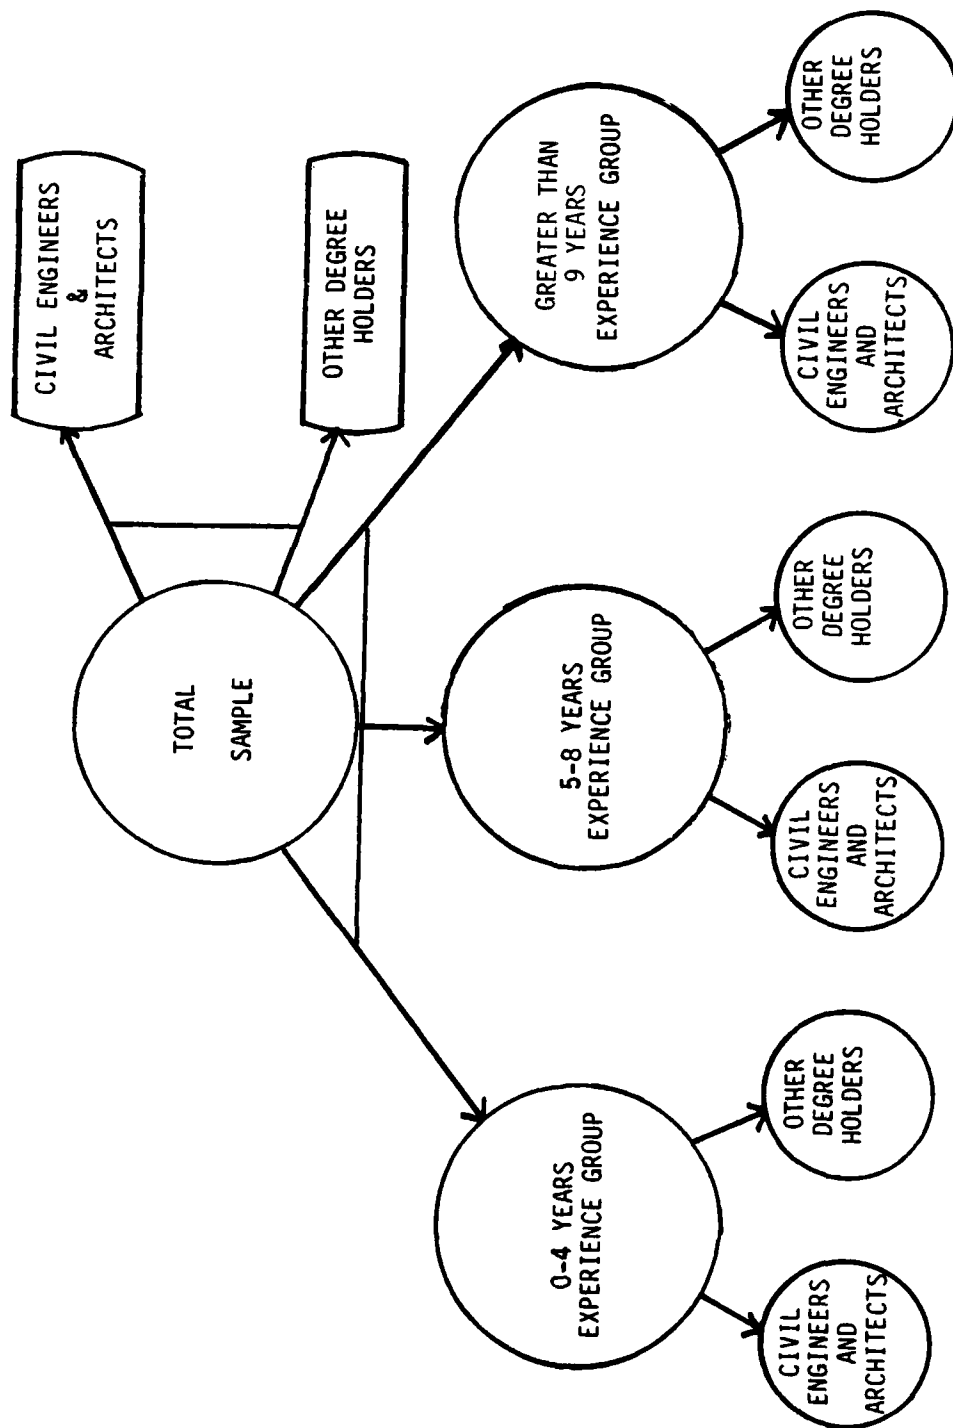 CIVIL ENGINEERS
&
ARCHITECTS
OTHER DEGREE
HOLDERS
TOTAL
SAMPLE
0-4 YEARS
EXPERIENCE GROUP
5-8 YEARS
EXPERIENCE GROUP
GREATER THAN
9 YEARS
EXPERIENCE GROUP
CIVIL
ENGINEERS
AND
ARCHITECTS
OTHER
DEGREE
HOLDERS
CIVIL
ENGINEERS
AND
ARCHITECTS
OTHER
DEGREE
HOLDERS
CIVIL
ENGINEERS
AND
ARCHITECTS
OTHER
DEGREE
HOLDERS